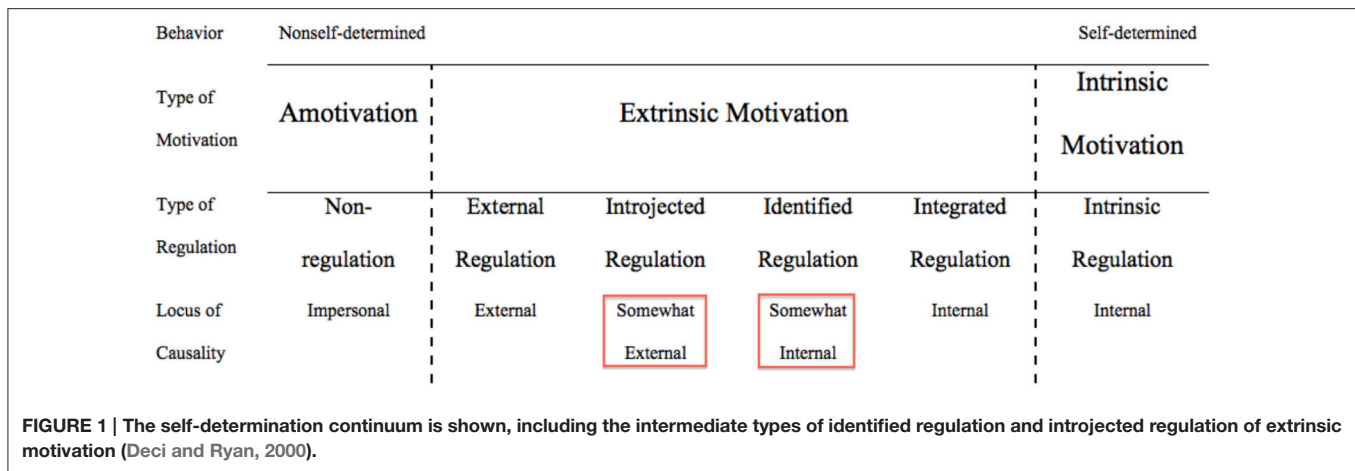 Behavior Nonself-determined Self-determined
Type of Motivation Amotivation Extrinsic Motivation Intrinsic Motivation
Type of Regulation Non-regulation External Regulation Introjected Regulation Identified Regulation Integrated Regulation Intrinsic Regulation
Locus of Causality Impersonal External Somewhat External Somewhat Internal Internal Internal
FIGURE 1 | The self-determination continuum is shown, including the intermediate types of identified regulation and introjected regulation of extrinsic
motivation (Deci and Ryan, 2000).